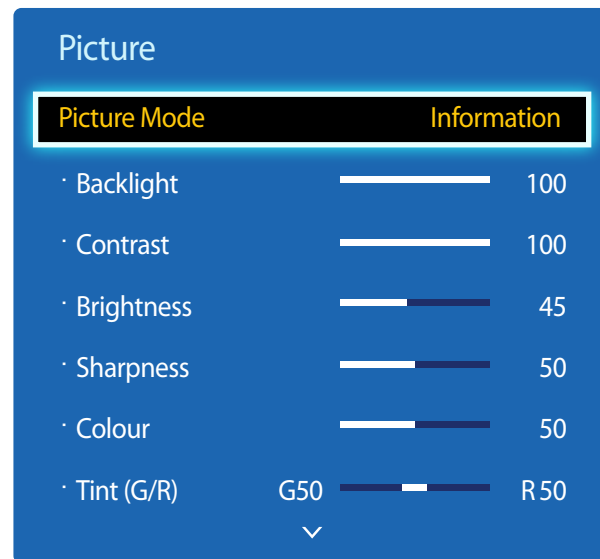 Picture
Picture Mode Information
· Backlight 100
· Contrast 100
· Brightness 45
· Sharpness 50
· Colour 50
· Tint (G/R) G50 R50